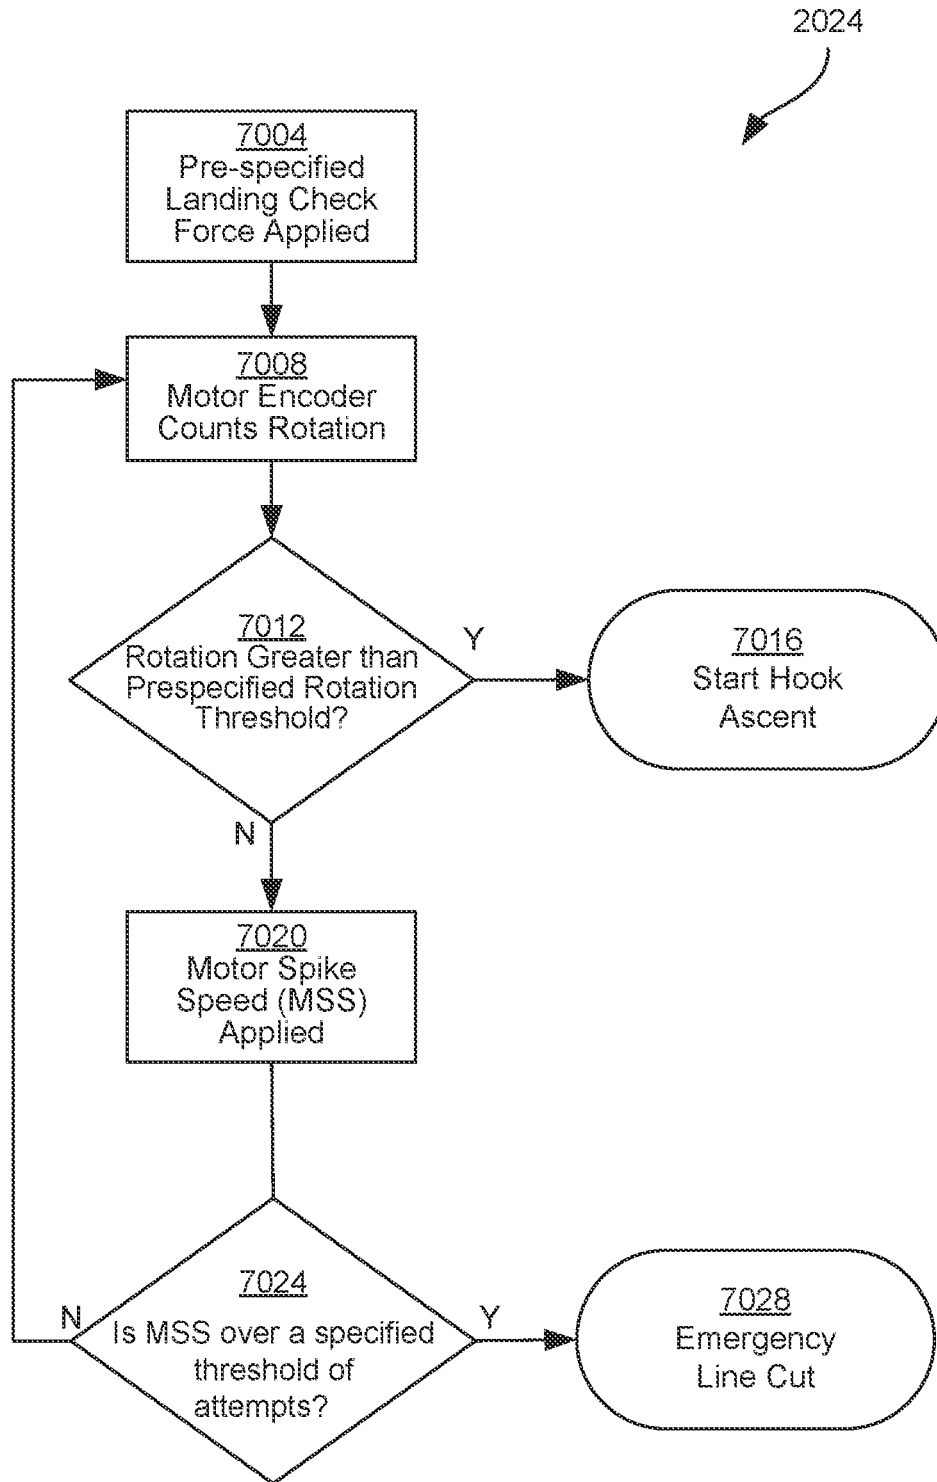 2024
7004
Pre-specified
Landing Check
Force Applied
7008
Motor Encoder
Counts Rotation
7012
Rotation Greater than
Prespecified Rotation
Threshold?
Y
7016
Start Hook
Ascent
N
7020
Motor Spike
Speed (MSS)
Applied
N
7024
Is MSS over a specified
threshold of
attempts?
Y
7028
Emergency
Line Cut